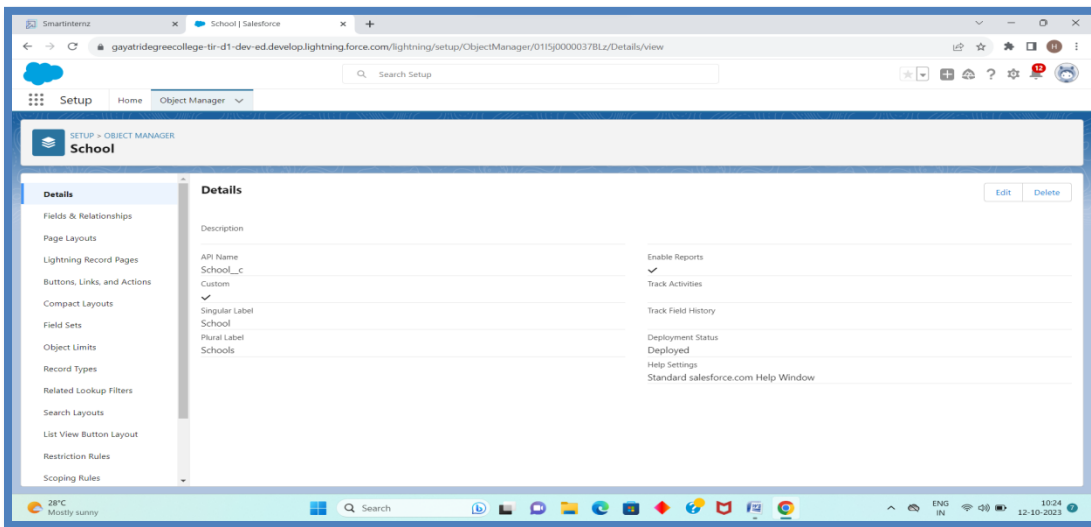 Smartinternz
School | Salesforce
gayatridegreecollege-tir-d1-dev-ed.develop.lightning.force.com/lightning/setup/ObjectManager/01I5j0000037BLz/Details/view
H
Search Setup
12
Setup
Home
Object Manager
SETUP > OBJECT MANAGER
School
Details
Fields & Relationships
Page Layouts
Lightning Record Pages
Buttons, Links, and Actions
Compact Layouts
Field Sets
Object Limits
Record Types
Related Lookup Filters
Search Layouts
List View Button Layout
Restriction Rules
Scoping Rules
Details
Edit
Delete
Description
API Name
School__c
Custom
Singular Label
School
Plural Label
Schools
Enable Reports
Track Activities
Track Field History
Deployment Status
Deployed
Help Settings
Standard salesforce.com Help Window
28°C
Mostly sunny
Search
ENG
IN
10:24
12-10-2023